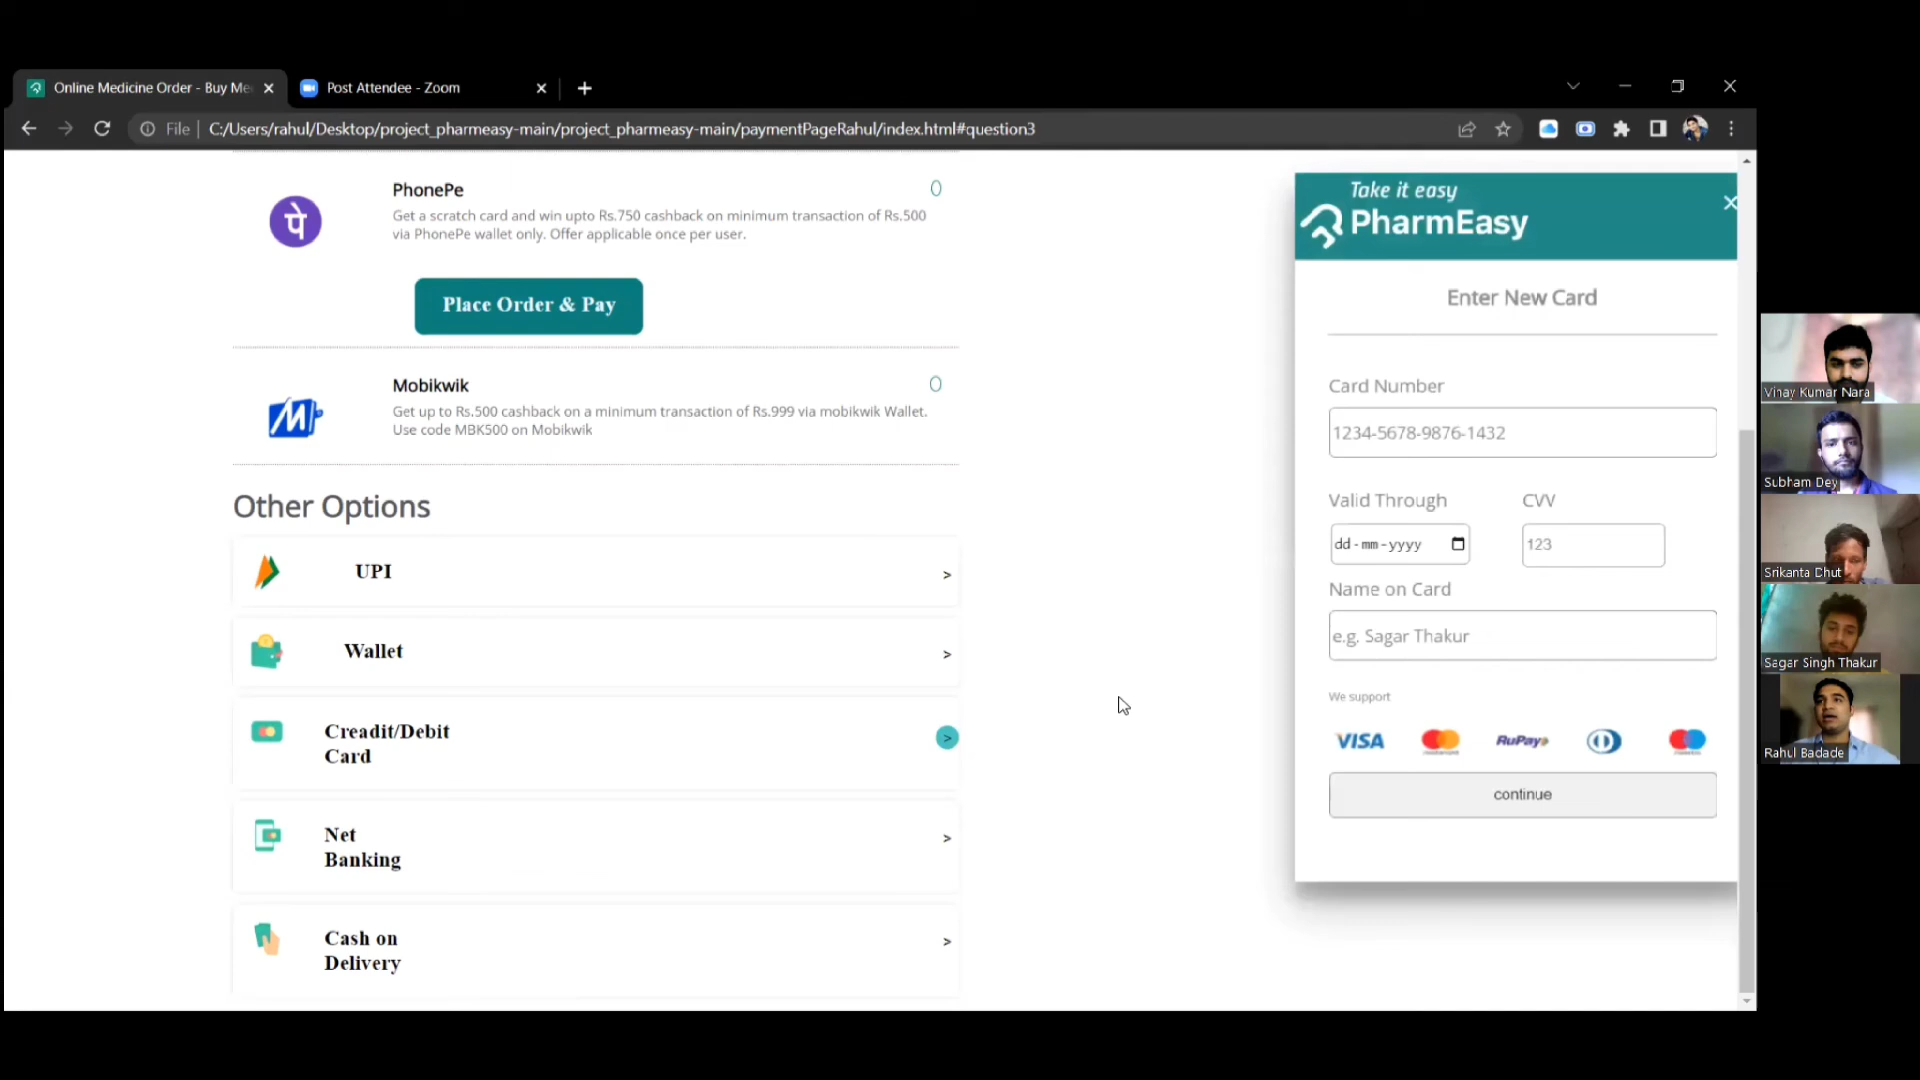 Online Medicine Order - Buy Me
Post Attendee - Zoom
File
C:/Users/rahul/Desktop/project_pharmeasy-main/project_pharmeasy-main/paymentPageRahul/index.html#question3
पे
PhonePe
Get a scratch card and win upto Rs.750 cashback on minimum transaction of Rs.500
via PhonePe wallet only. Offer applicable once per user.
Place Order & Pay
Mobikwik
Get up to Rs.500 cashback on a minimum transaction of Rs.999 via mobikwik Wallet.
Use code MBK500 on Mobikwik
Other Options
UPI
>
Wallet
>
Creadit/Debit
Card
>
Net
Banking
>
Cash on
Delivery
>
Take it easy
PharmEasy
Enter New Card
Card Number
1234-5678-9876-1432
Valid Through
CVV
dd-mm-yyyy
123
Name on Card
e.g. Sagar Thakur
We support
VISA
RuPay
continue
Vinay Kumar Nara
Subham Dey
Srikanta Dhut
Sagar Singh Thakur
Rahul Badade